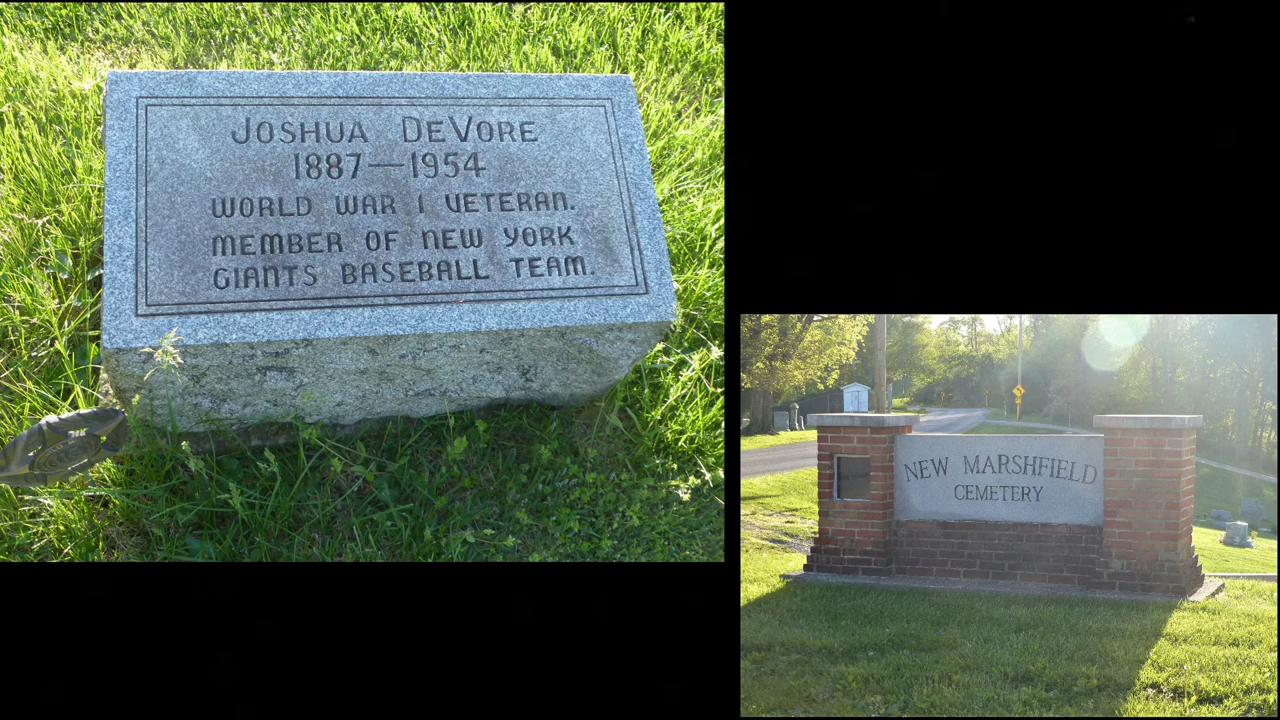 JOSHUA DEVORE
1887—1954
WORLD WAR I VETERAN.
MEMBER OF NEW YORK
GIANTS BASEBALL TEAM.
NEW MARSHFIELD
CEMETERY